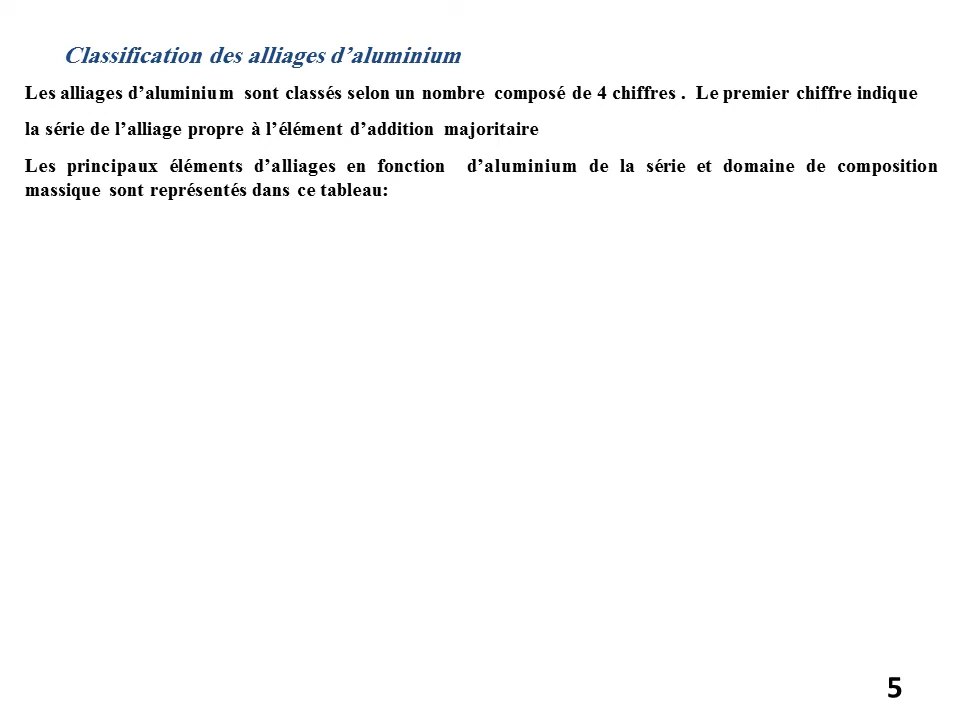 Classification des alliages d’aluminium
Les alliages d’aluminium sont classés selon un nombre composé de 4 chiffres . Le premier chiffre indique
la série de l’alliage propre à l’élément d’addition majoritaire
Les principaux éléments d’alliages en fonction d’aluminium de la série et domaine de composition
massique sont représentés dans ce tableau:
5